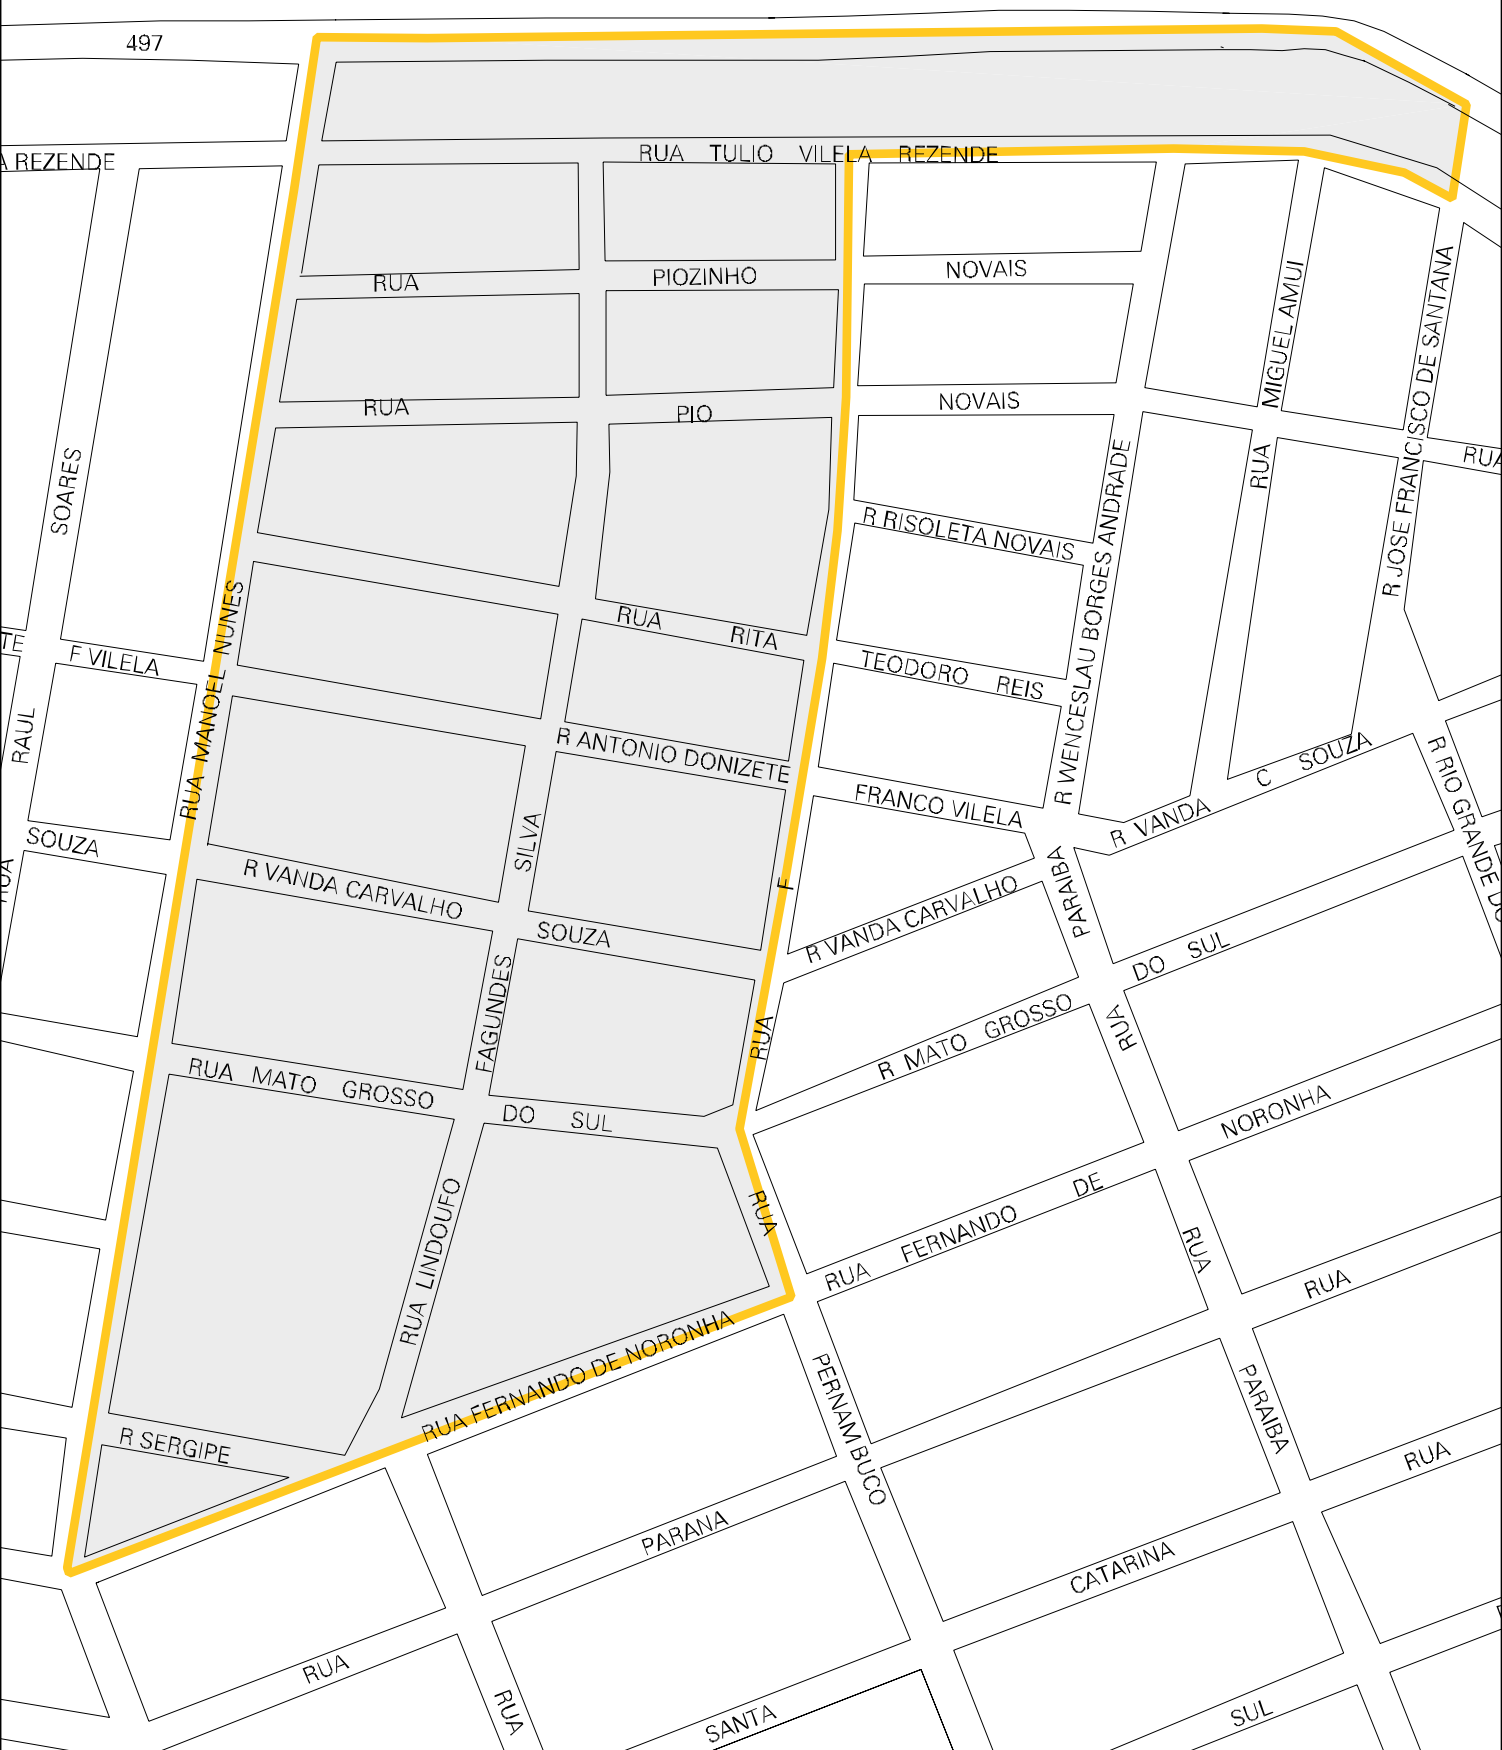 497
A REZENDE
RUA TULIO VILELA REZENDE
RUA PIOZINHO NOVAIS
RUA PIO NOVAIS
MIGUEL AMUI
RUA
R JOSE FRANCISCO DE SANTANA
RUA
SOARES
RAUL
R RISOLETA NOVAIS
R WENCESLAU BORGES ANDRADE
RUA MANOEL NUNES
TE
F VILELA
RUA RITA
TEODORO REIS
R ANTONIO DONIZETE
FRANCO VILELA
R VANDA C SOUZA
R RIO GRANDE DO
SOUZA
RUA
SILVA
R VANDA CARVALHO
SOUZA
F
RUA
R VANDA CARVALHO
PARAIBA
RUA
DO SUL
FAGUNDES
R MATO GROSSO
RUA MATO GROSSO
DO SUL
NORONHA
RUA LINDOUFO
RUA
RUA FERNANDO DE
RUA
RUA
RUA FERNANDO DE NORONHA
R SERGIPE
PERNAMBUCO
PARAIBA
RUA
PARANA
CATARINA
RUA
RUA
SANTA
SUL